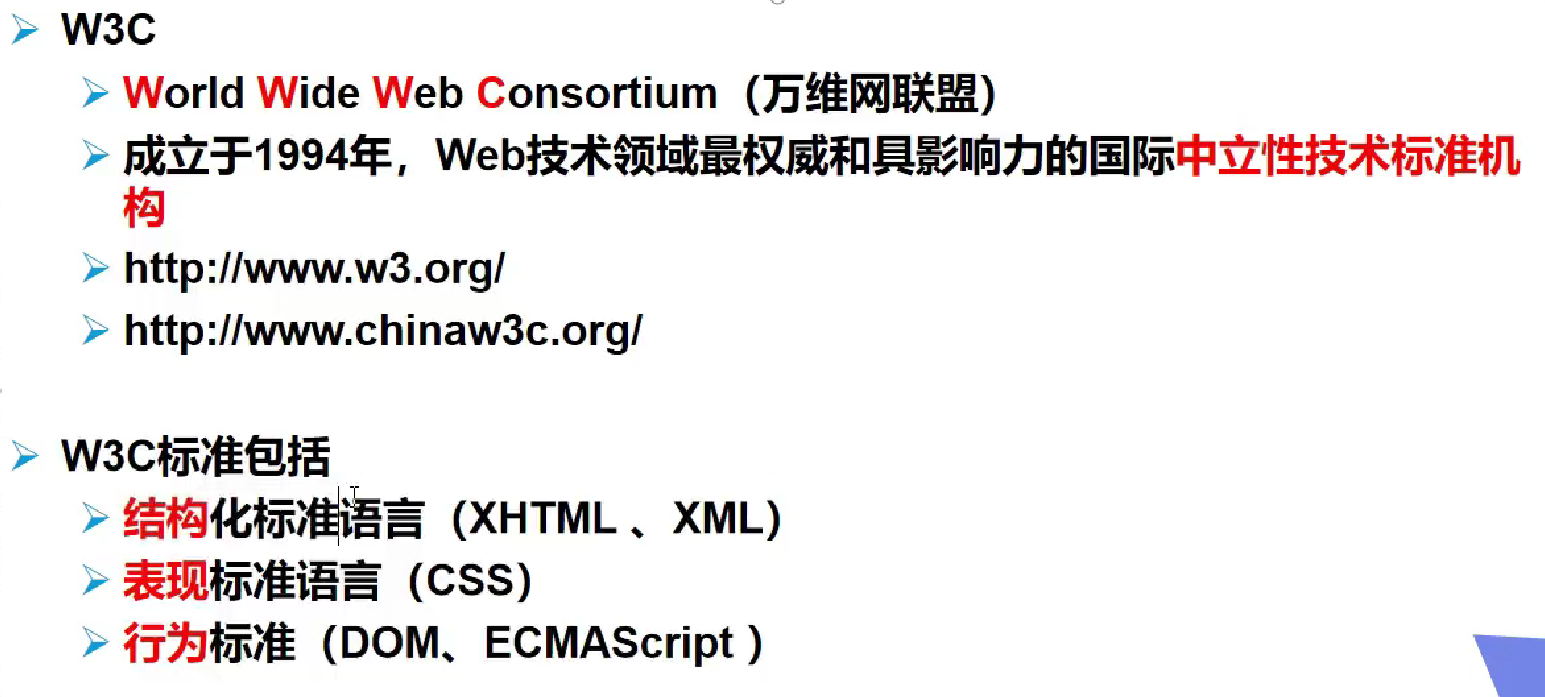 W3C
World Wide Web Consortium（万维网联盟）
成立于1994年，Web技术领域最权威和具影响力的国际中立性技术标准机
构
http://www.w3.org/
http://www.chinaw3c.org/
W3C标准包括
结构化标准语言（XHTML 、XML）
表现标准语言（CSS）
行为标准（DOM、ECMAScript ）